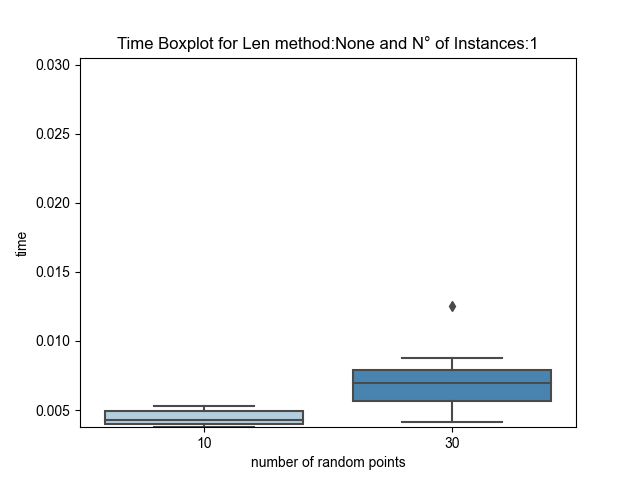 Time Boxplot for Len method:None and N° of Instances:1
0.030
0.025
0.020
0.015
0.010
0.005
time
10 30
number of random points